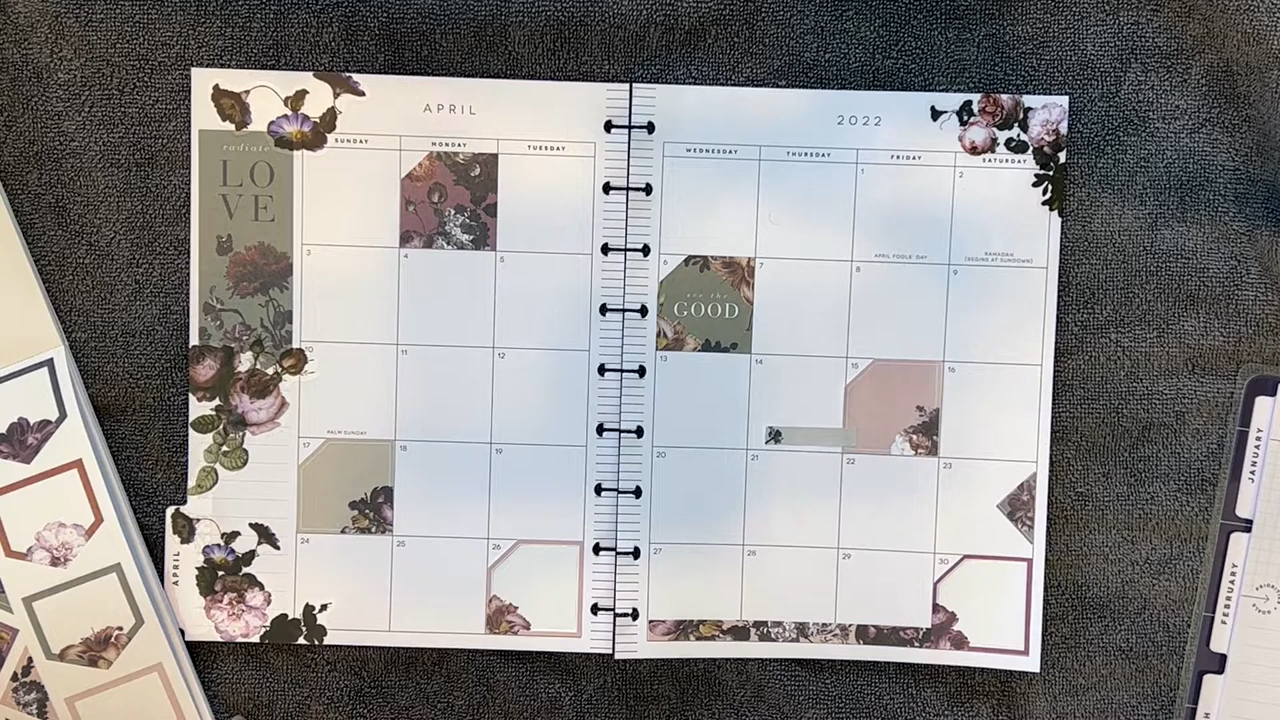 APRIL
2022
radiate
LO
VE
SUNDAY MONDAY TUESDAY WEDNESDAY THURSDAY FRIDAY SATURDAY
1 2
APRIL FOOLS' DAY
RAMADAN
(BEGINS AT SUNDOWN)
3 4 5 6 7 8 9
see the
GOOD
10 11 12 13 14 15 16
PALM SUNDAY
17 18 19 20 21 22 23
24 25 26 27 28 29 30
APRIL
JANUARY
FEBRUARY